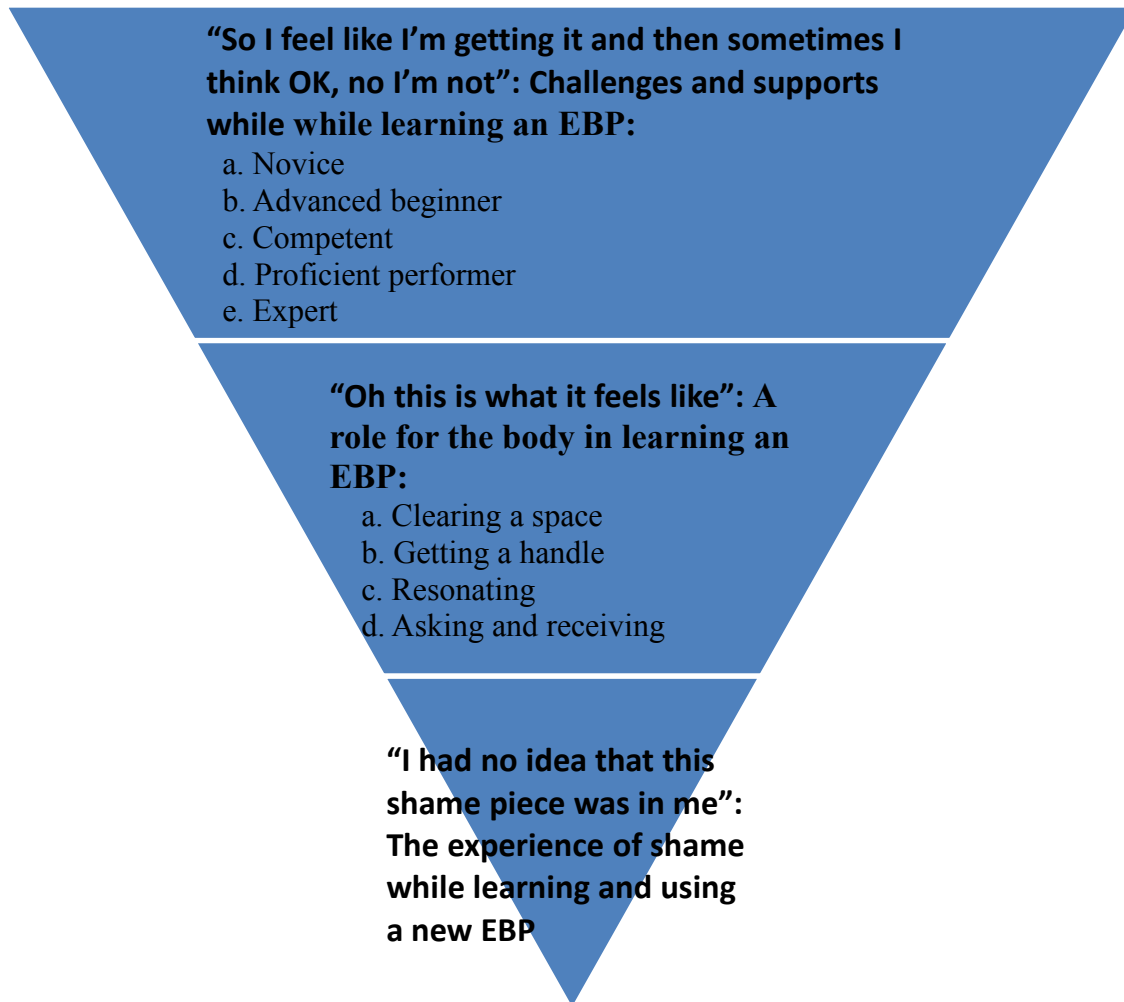 “So I feel like I’m getting it and then sometimes I
think OK, no I’m not”: Challenges and supports
while while learning an EBP:
a. Novice
b. Advanced beginner
c. Competent
d. Proficient performer
e. Expert
“Oh this is what it feels like”: A
role for the body in learning an
EBP:
a. Clearing a space
b. Getting a handle
c. Resonating
d. Asking and receiving
“I had no idea that this
shame piece was in me”:
The experience of shame
while learning and using
a new EBP